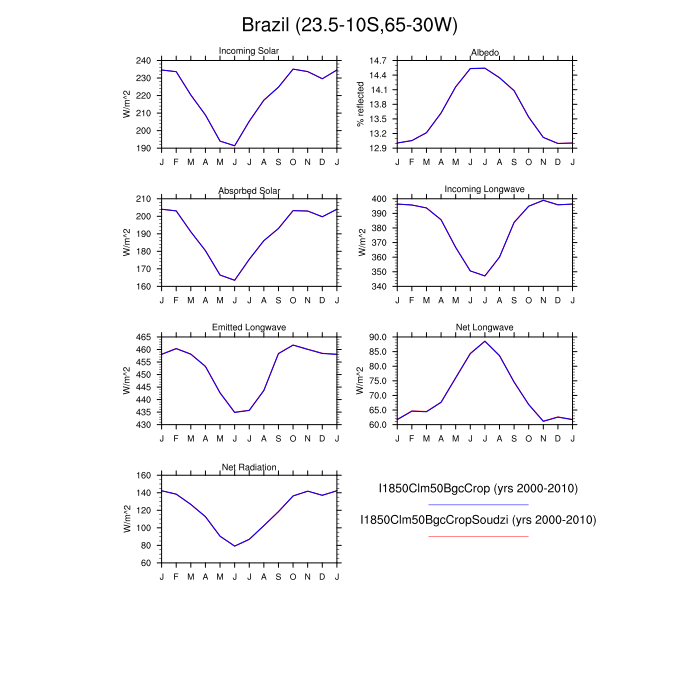 Brazil (23.5-10S,65-30W)
Incoming Solar
240
230
220
210
200
190
W/m^2
J F M A M J J A S O N D J
Albedo
14.7
14.4
14.1
13.8
13.5
13.2
12.9
% reflected
J F M A M J J A S O N D J
Absorbed Solar
210
200
190
180
170
160
W/m^2
J F M A M J J A S O N D J
Incoming Longwave
400
390
380
370
360
350
340
W/m^2
J F M A M J J A S O N D J
Emitted Longwave
465
460
455
450
445
440
435
430
W/m^2
J F M A M J J A S O N D J
Net Longwave
90.0
85.0
80.0
75.0
70.0
65.0
60.0
W/m^2
J F M A M J J A S O N D J
Net Radiation
160
140
120
100
80
60
W/m^2
J F M A M J J A S O N D J
I1850Clm50BgcCrop (yrs 2000-2010)
I1850Clm50BgcCropSoudzi (yrs 2000-2010)